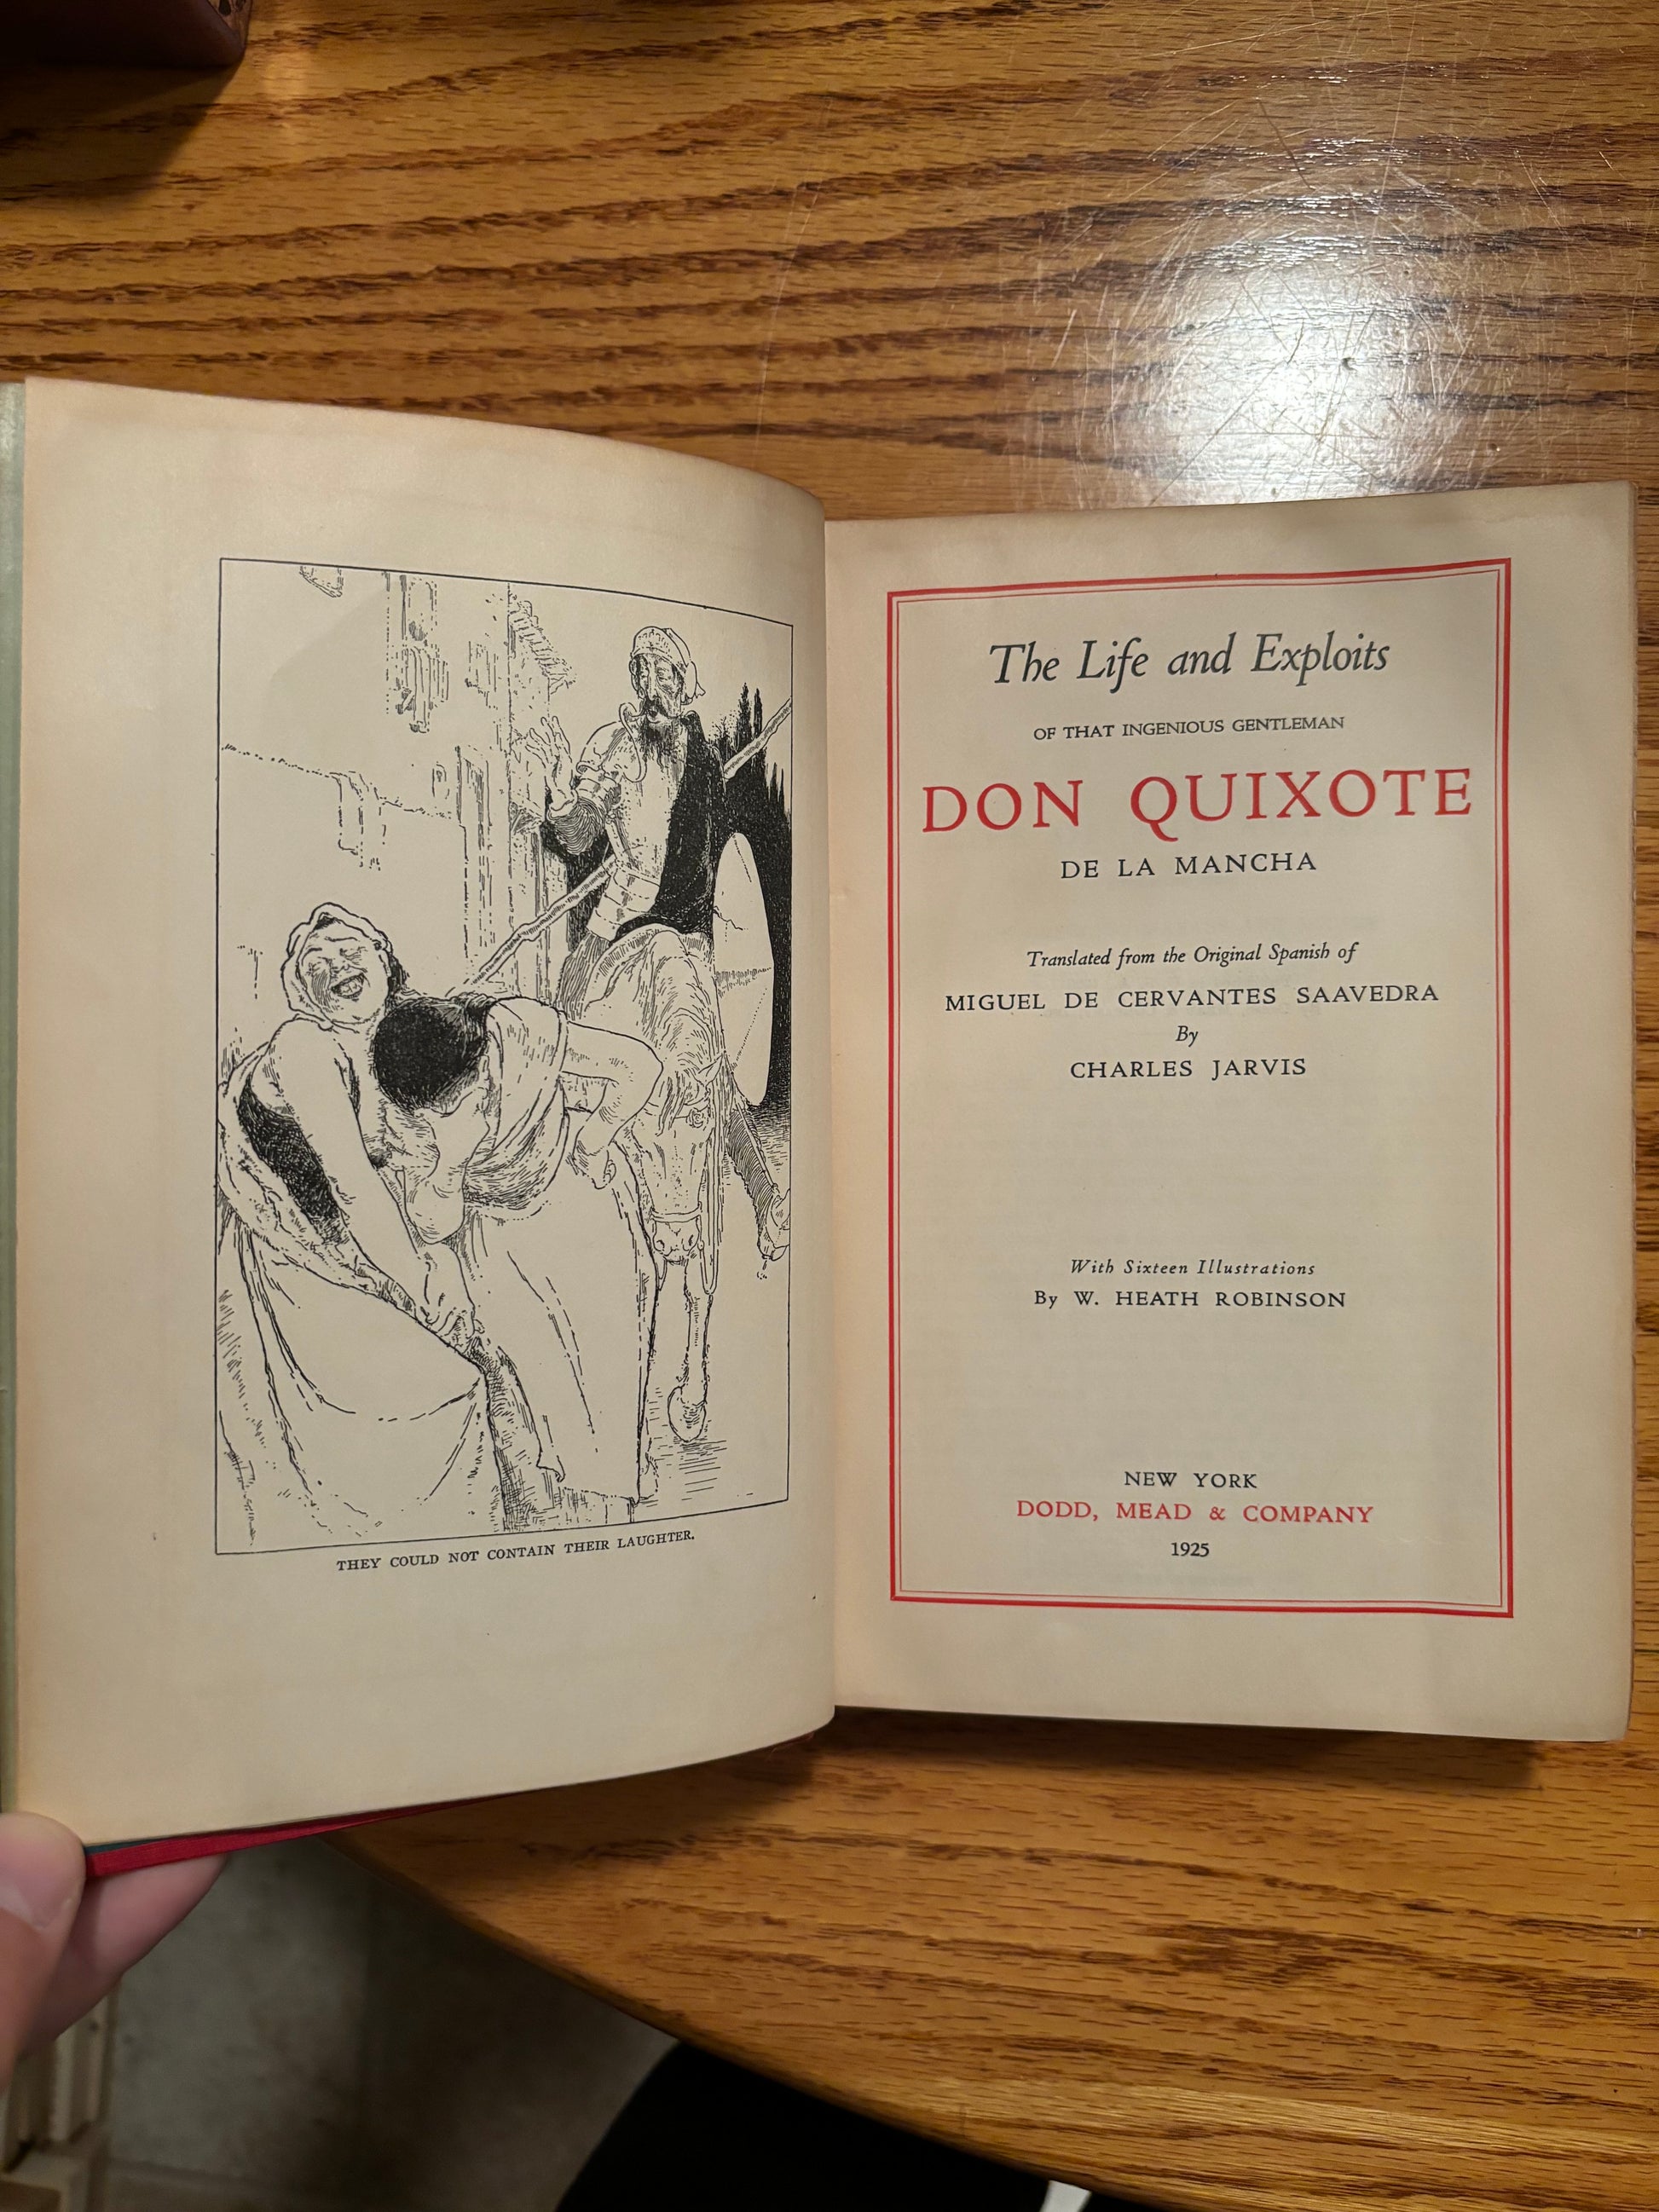 THEY COULD NOT CONTAIN THEIR LAUGHTER.
The Life and Exploits
OF THAT INGENIOUS GENTLEMAN
DON QUIXOTE
DE LA MANCHA
Translated from the Original Spanish of
MIGUEL DE CERVANTES SAAVEDRA
By
CHARLES JARVIS
With Sixteen Illustrations
By W. HEATH ROBINSON
NEW YORK
DODD, MEAD & COMPANY
1925